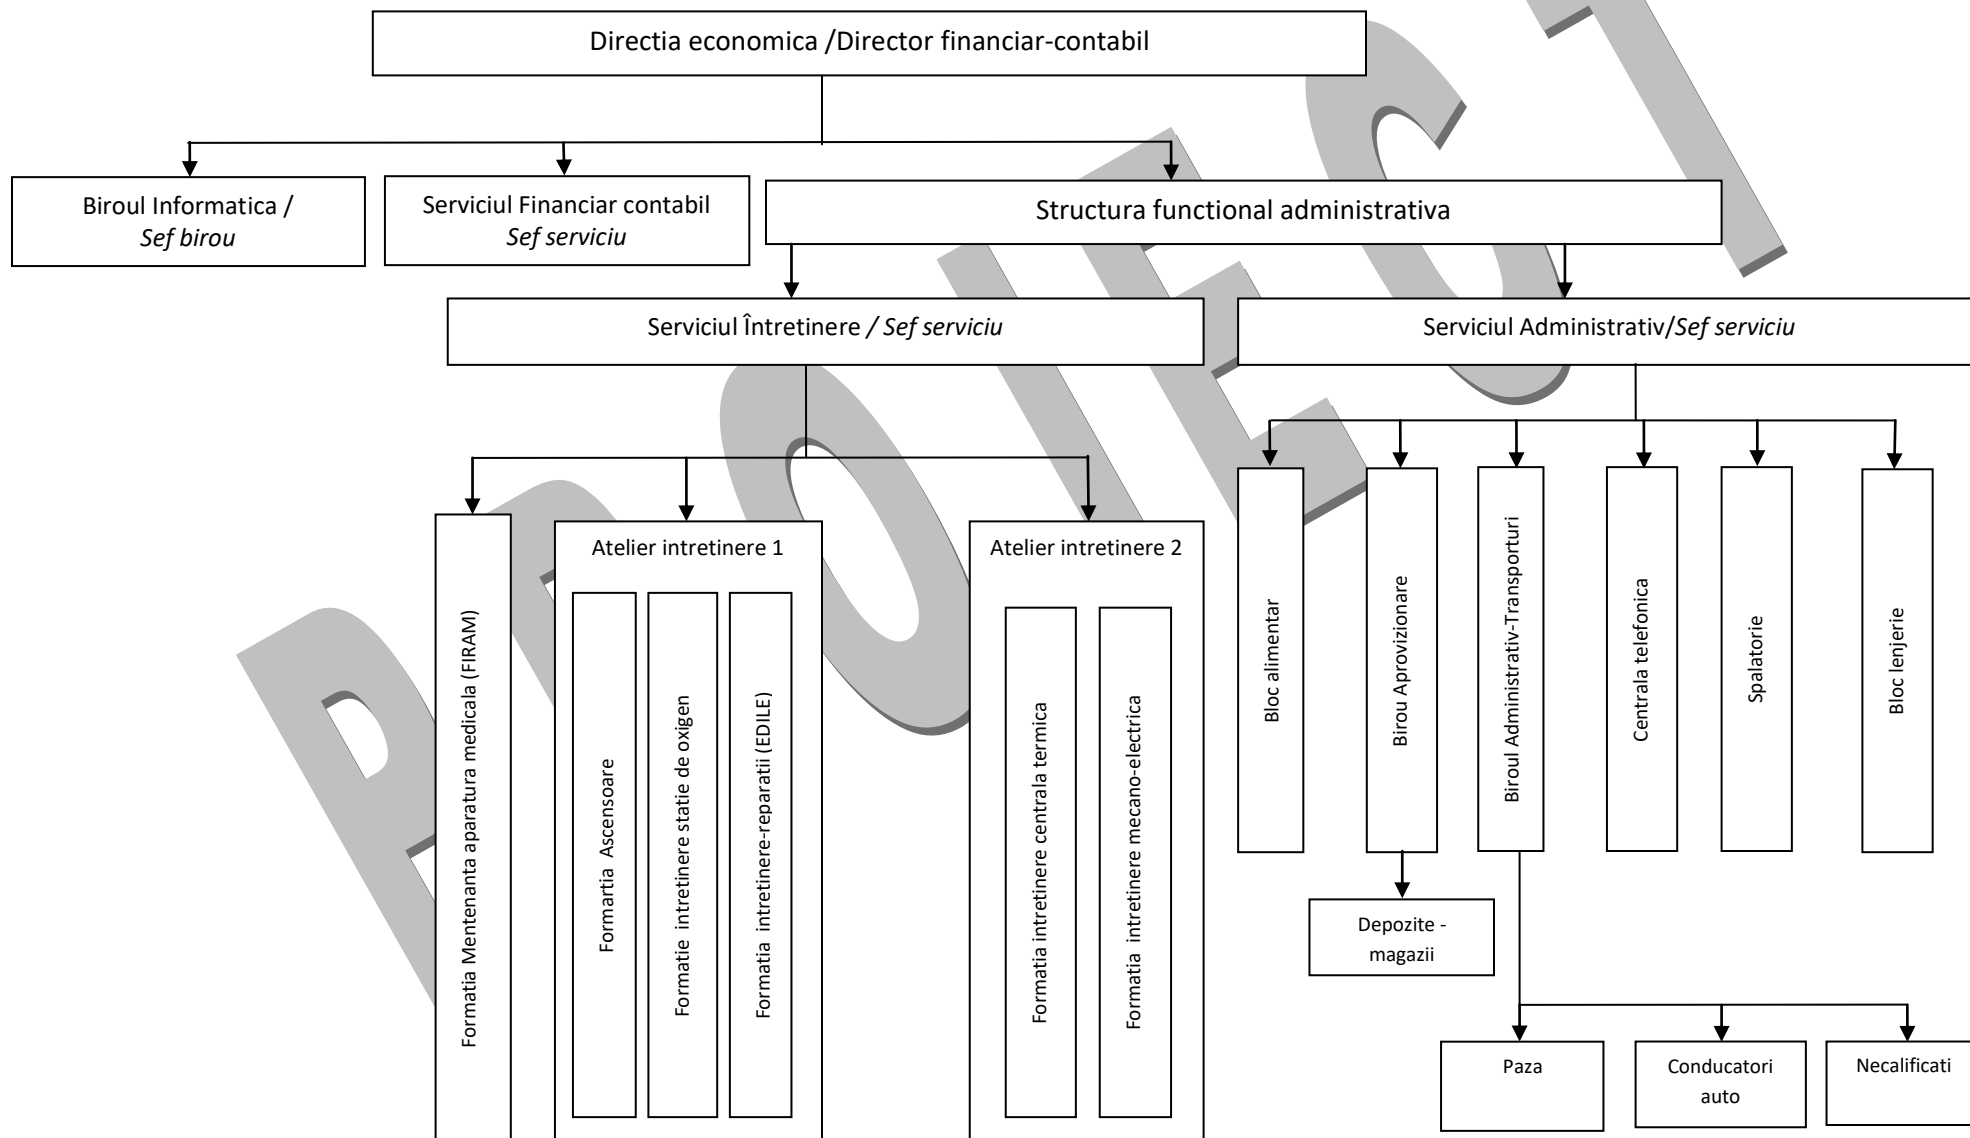 Directia economica /Director financiar-contabil
Biroul Informatica /
Sef birou
Serviciul Financiar contabil
Sef serviciu
Structura functional administrativa
Serviciul Întretinere / Sef serviciu
Serviciul Administrativ/Sef serviciu
Formatia Mentenanta aparatura medicala (FIRAM)
Atelier intretinere 1
Formartia Ascensoare
Formatie intretinere statie de oxigen
Formatia intretinere-reparatii (EDILE)
Atelier intretinere 2
Formatia intretinere centrala termica
Formatia intretinere mecano-electrica
Bloc alimentar
Birou Aprovizionare
Biroul Administrativ-Transporturi
Centrala telefonica
Spalatorie
Bloc lenjerie
Depozite -
magazii
Paza
Conducatori
auto
Necalificati
PROIECT